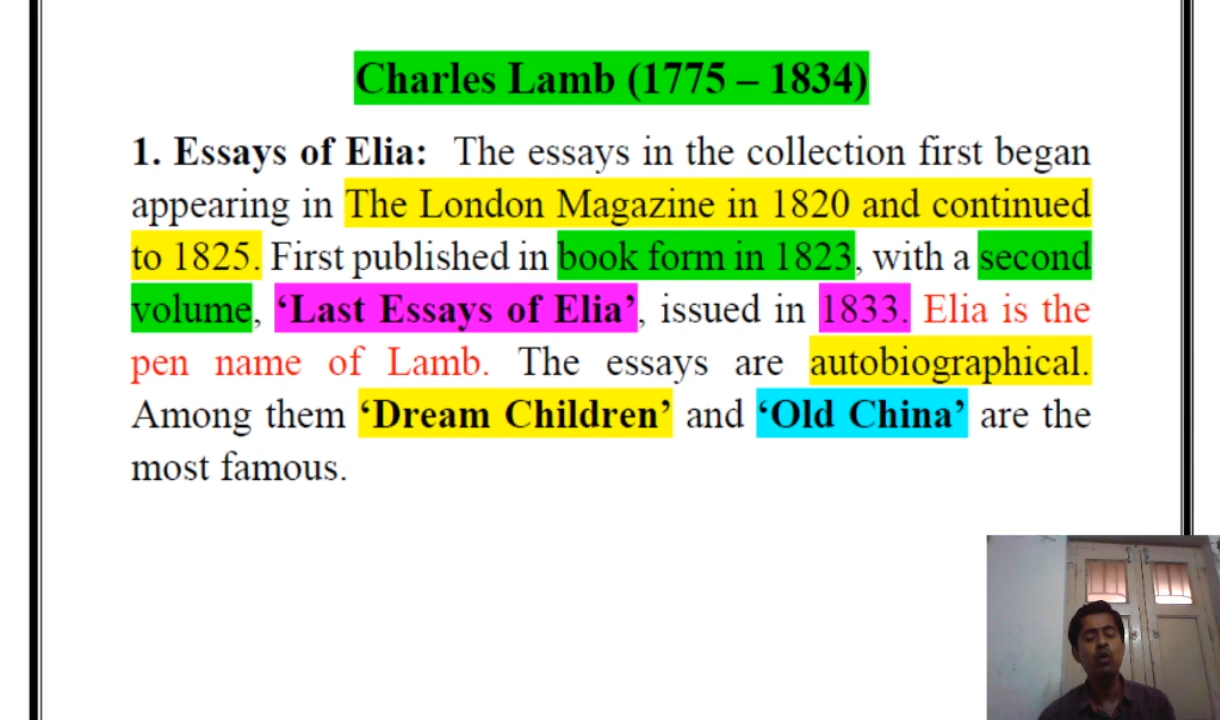 Charles Lamb (1775 – 1834)
1. Essays of Elia: The essays in the collection first began
appearing in The London Magazine in 1820 and continued
to 1825. First published in book form in 1823, with a second
volume, ‘Last Essays of Elia’, issued in 1833. Elia is the
pen name of Lamb. The essays are autobiographical.
Among them ‘Dream Children’ and ‘Old China’ are the
most famous.